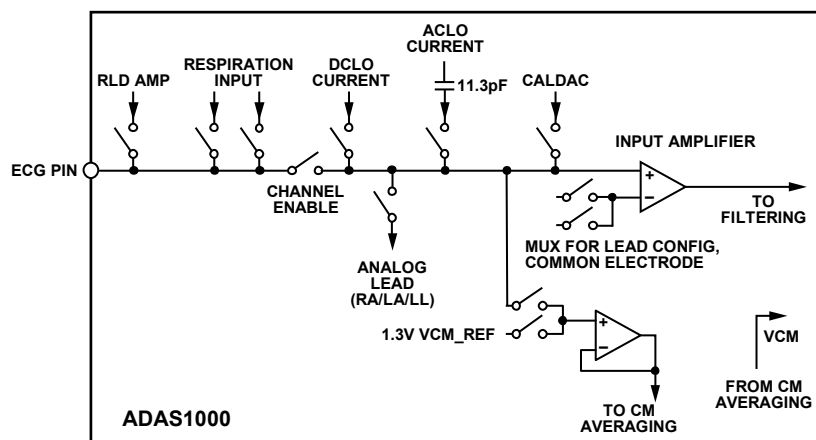 ACLO
CURRENT
RLD AMP
RESPIRATION
INPUT
DCLO
CURRENT
11.3pF
CALDAC
INPUT AMPLIFIER
ECG PIN
CHANNEL
ENABLE
+
–
TO
FILTERING
MUX FOR LEAD CONFIG,
COMMON ELECTRODE
ANALOG
LEAD
(RA/LA/LL)
1.3V VCM_REF
+
–
VCM
FROM CM
AVERAGING
TO CM
AVERAGING
ADAS1000